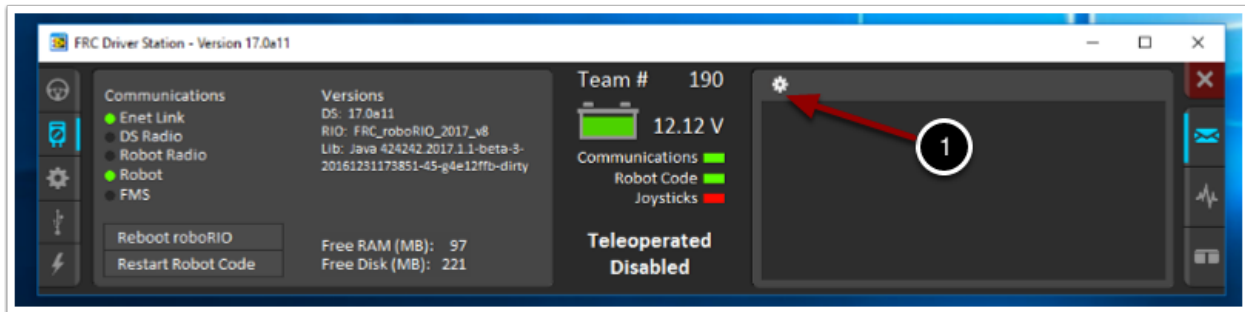 FRC Driver Station - Version 17.0a11
Communications
Enet Link
DS Radio
Robot Radio
Robot
FMS
Reboot roboRIO
Restart Robot Code
Versions
DS: 17.0a11
RIO: FRC_roboRIO_2017_v8
Lib: Java 424242.2017.1.1-beta-3-
20161231173851-45-g4e12ffb-dirty
Free RAM (MB): 97
Free Disk (MB): 221
Team # 190
12.12 V
Communications
Robot Code
Joysticks
Teleoperated
Disabled
1